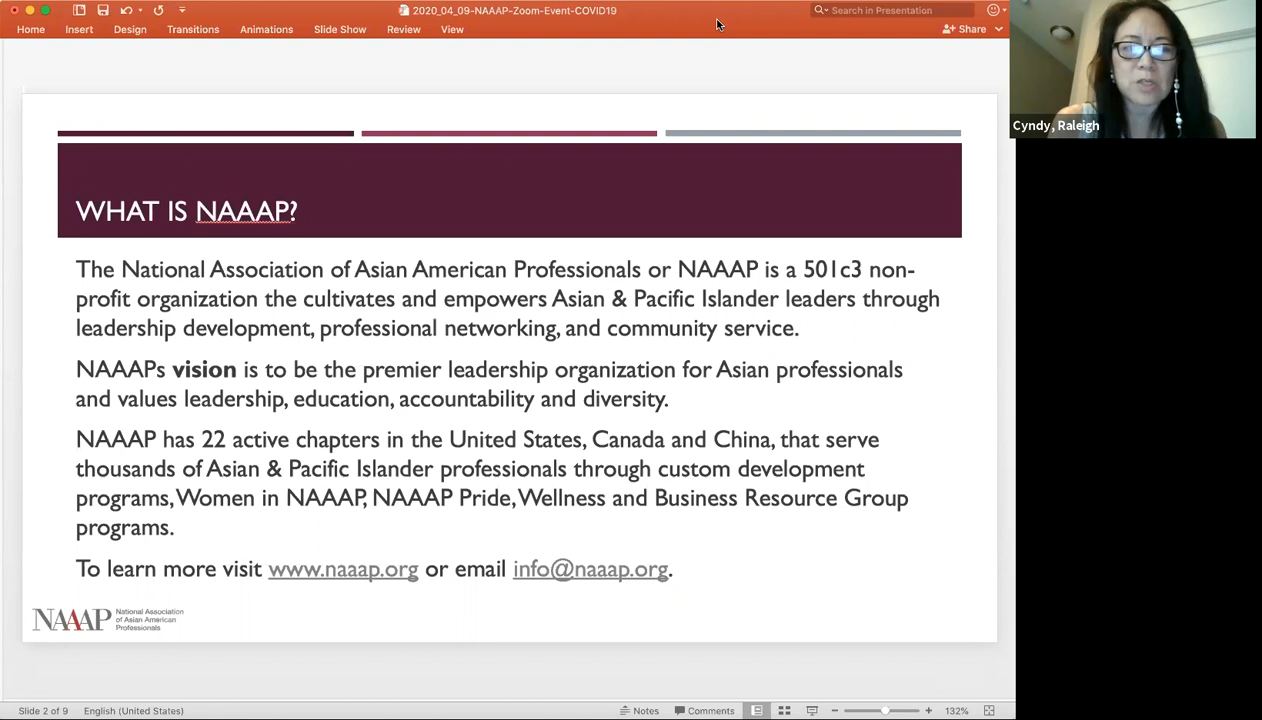 2020_04_09-NAAAP-Zoom-Event-COVID19
Search in Presentation
Home
Insert
Design
Transitions
Animations
Slide Show
Review
View
Share
Cyndy, Raleigh
WHAT IS NAAAP?
The National Association of Asian American Professionals or NAAAP is a 501c3 non-
profit organization the cultivates and empowers Asian & Pacific Islander leaders through
leadership development, professional networking, and community service.
NAAAPs vision is to be the premier leadership organization for Asian professionals
and values leadership, education, accountability and diversity.
NAAAP has 22 active chapters in the United States, Canada and China, that serve
thousands of Asian & Pacific Islander professionals through custom development
programs, Women in NAAAP, NAAAP Pride, Wellness and Business Resource Group
programs.
To learn more visit www.naaap.org or email info@naaap.org.
NAAAP
National Association
of Asian American
Professionals
Slide 2 of 9
English (United States)
Notes
Comments
132%